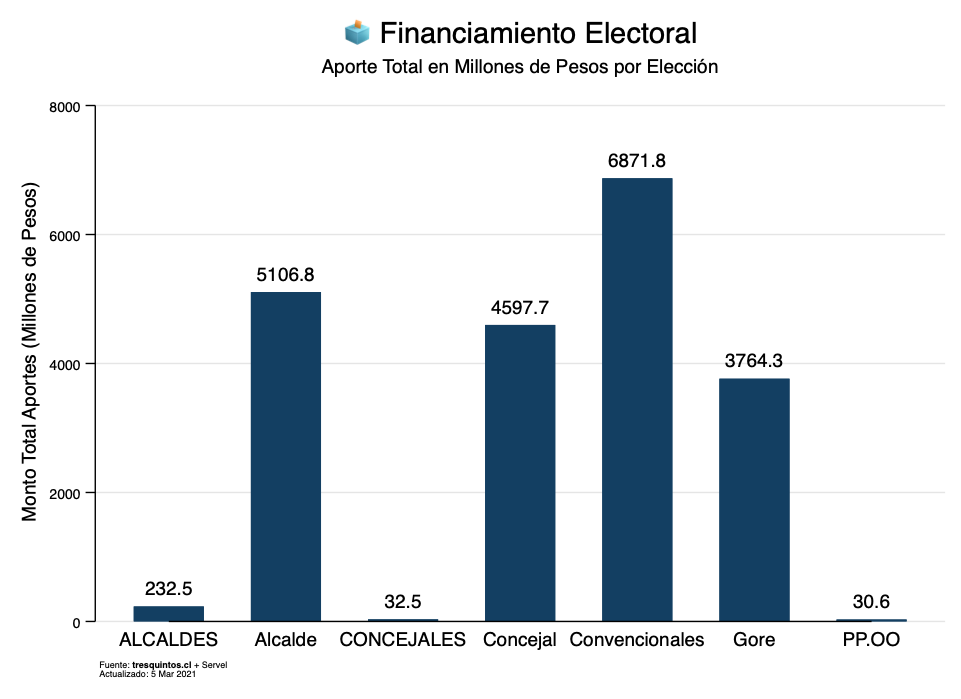 Financiamiento Electoral
Aporte Total en Millones de Pesos por Elección
Monto Total Aportes (Millones de Pesos)
8000
6000
4000
2000
0
232.5
5106.8
32.5
4597.7
6871.8
3764.3
30.6
ALCALDES Alcalde CONCEJALES Concejal Convencionales Gore PP.OO
Fuente: tresquintos.cl + Servel
Actualizado: 5 Mar 2021